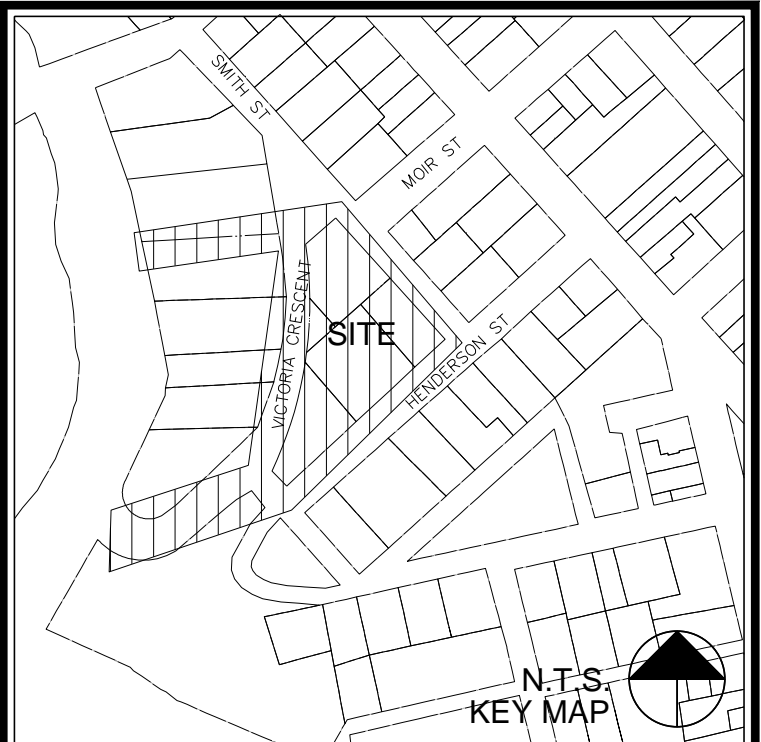 SMITH ST
MOIR ST
VICTORIA CRESCENT
SITE
HENDERSON ST
N.T.S.
KEY MAP